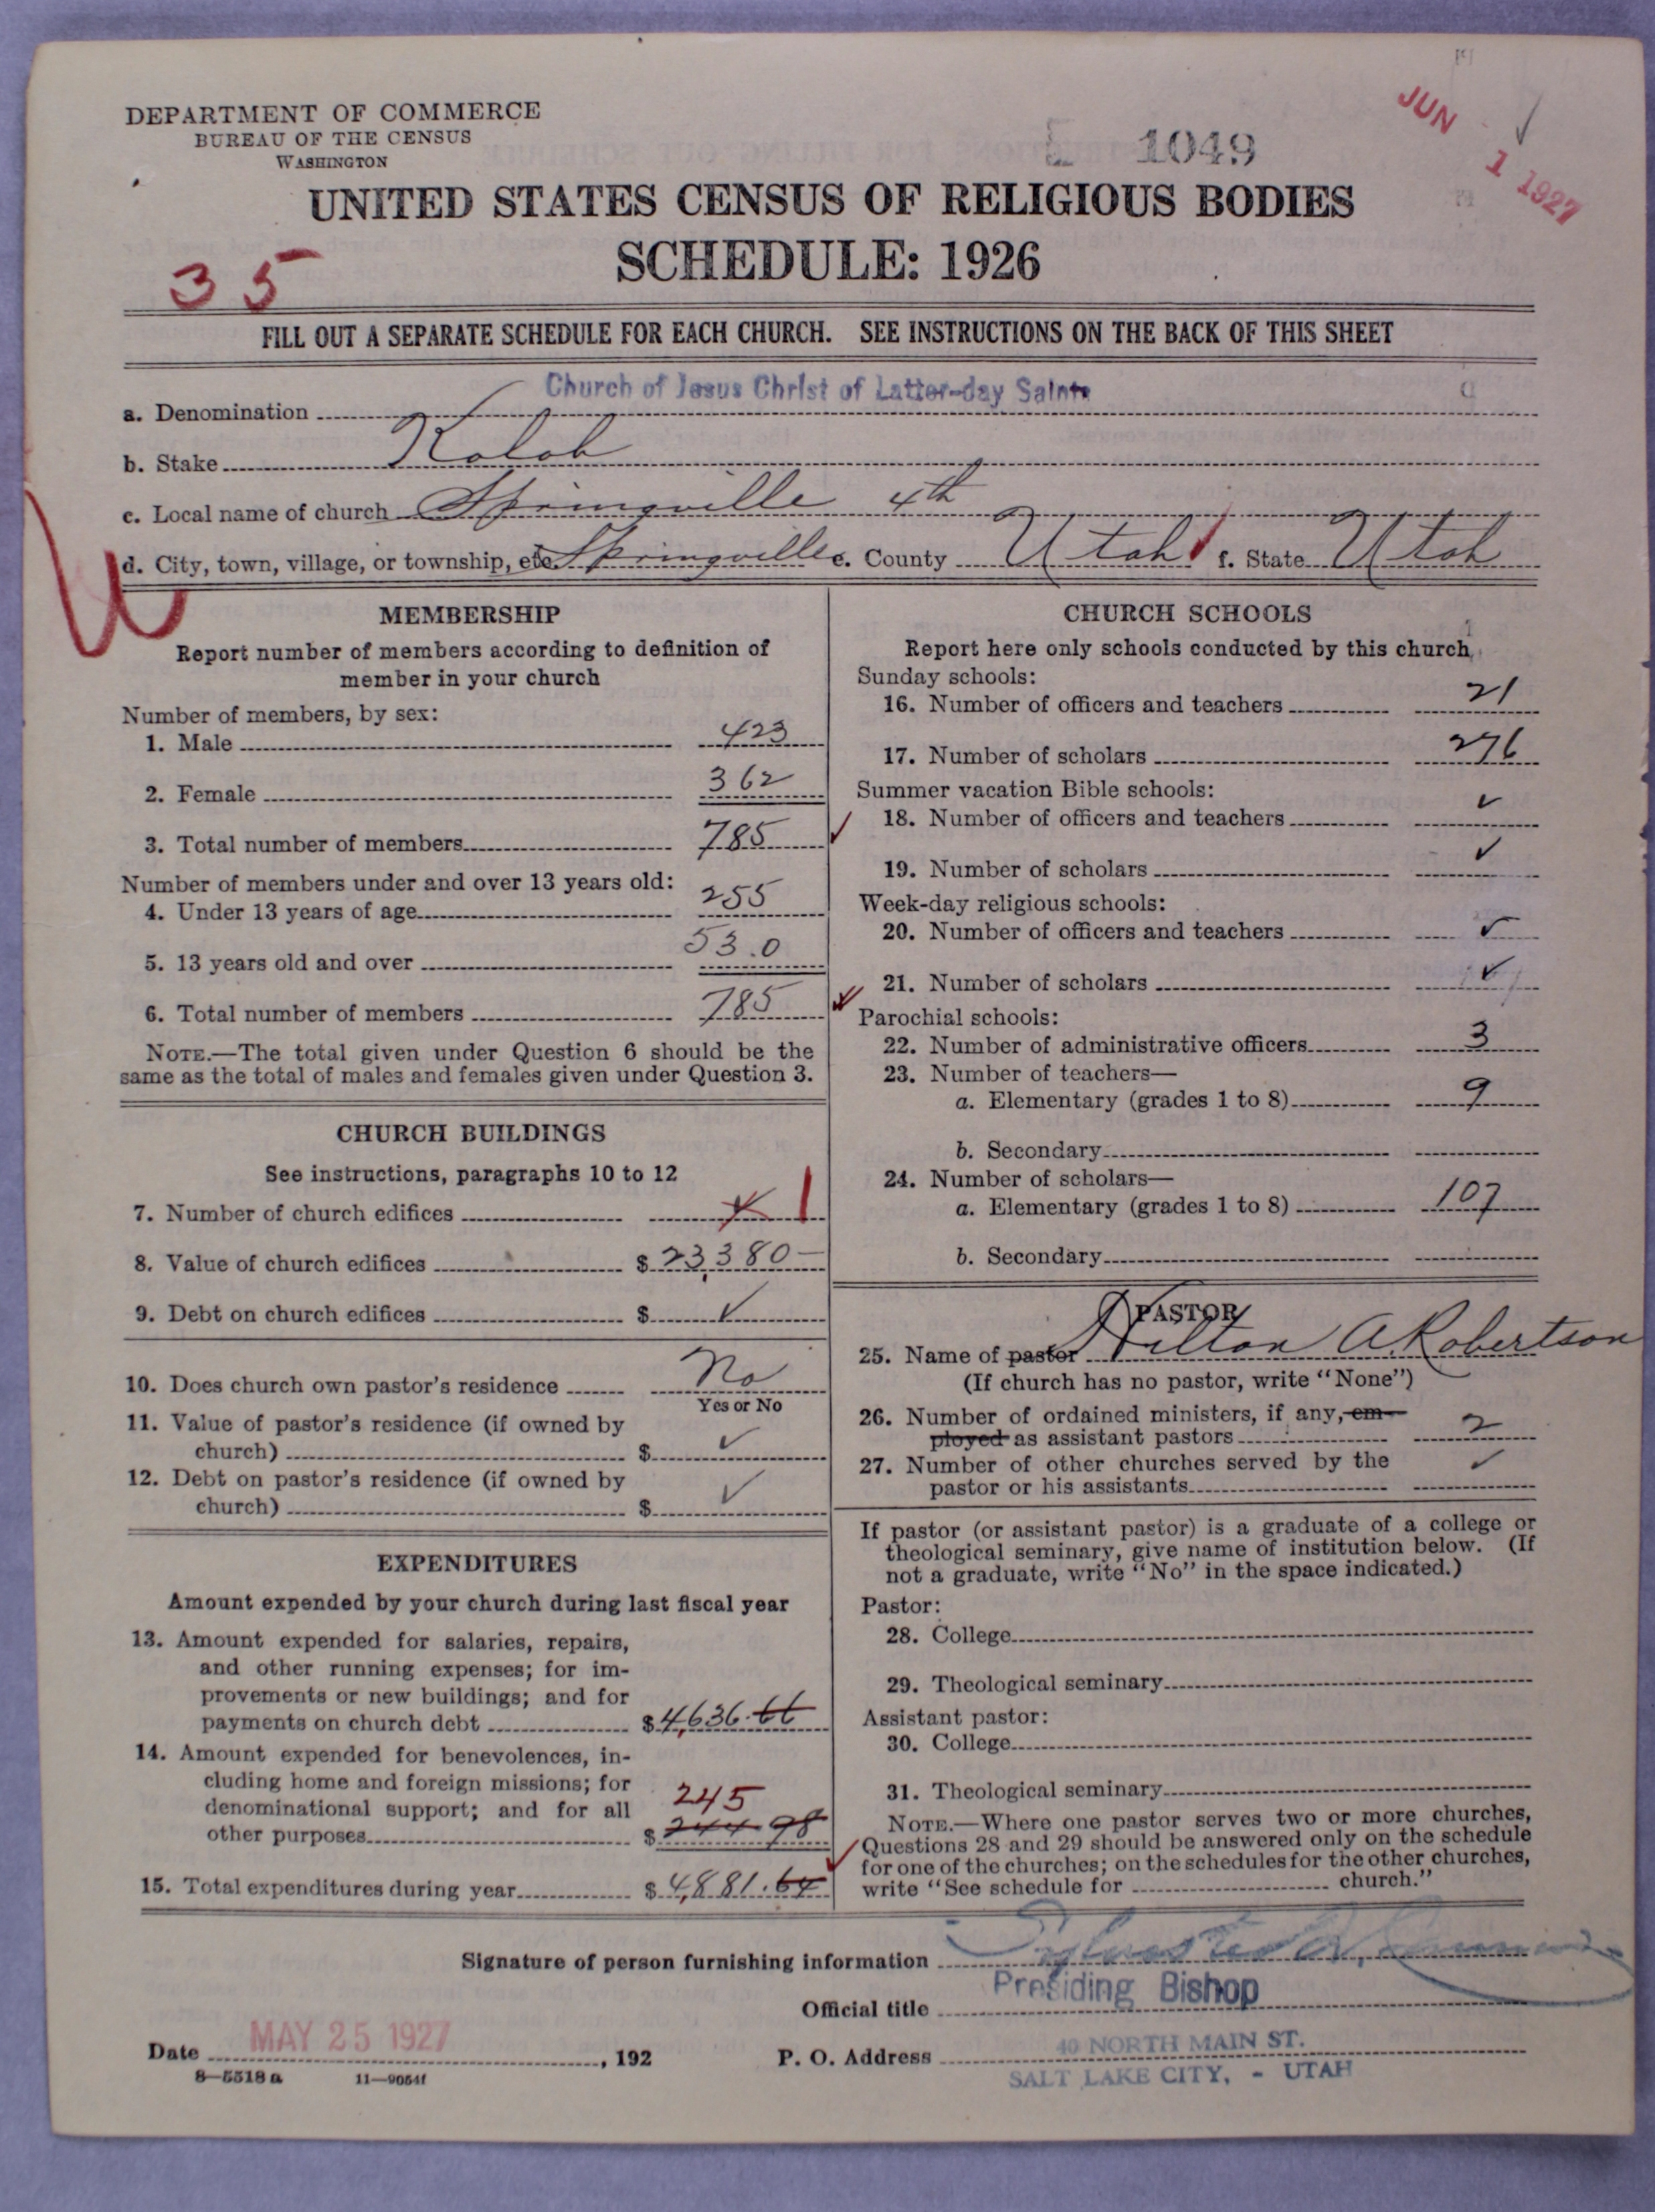 DEPARTMENT OF COMMERCE
BUREAU OF THE CENSUS
WASHINGTON
1049
JUN 1 1927
UNITED STATES CENSUS OF RELIGIOUS BODIES
SCHEDULE: 1926
35
FILL OUT A SEPARATE SCHEDULE FOR EACH CHURCH. SEE INSTRUCTIONS ON THE BACK OF THIS SHEET
a. Denomination Church of Jesus Christ of Latter-day Saints
b. Stake Kolob
c. Local name of church Springville 4th
d. City, town, village, or township, etc. Springville e. County Utah f. State Utah
MEMBERSHIP
Report number of members according to definition of
member in your church
Number of members, by sex:
1. Male 423
2. Female 362
3. Total number of members 785
Number of members under and over 13 years old:
4. Under 13 years of age 255
5. 13 years old and over 53.0
6. Total number of members 785
NOTE.—The total given under Question 6 should be the
same as the total of males and females given under Question 3.
CHURCH BUILDINGS
See instructions, paragraphs 10 to 12
7. Number of church edifices 1
8. Value of church edifices $ 23,380—
9. Debt on church edifices $ ✓
10. Does church own pastor's residence No
Yes or No
11. Value of pastor's residence (if owned by
church) $ ✓
12. Debt on pastor's residence (if owned by
church) $ ✓
EXPENDITURES
Amount expended by your church during last fiscal year
13. Amount expended for salaries, repairs,
and other running expenses; for im-
provements or new buildings; and for
payments on church debt $ 4,636.66
14. Amount expended for benevolences, in-
cluding home and foreign missions; for
denominational support; and for all 245
other purposes $ 244 98
15. Total expenditures during year $ 4,881.64
CHURCH SCHOOLS
Report here only schools conducted by this church
Sunday schools:
16. Number of officers and teachers 21
17. Number of scholars 276
Summer vacation Bible schools:
18. Number of officers and teachers ✓
19. Number of scholars ✓
Week-day religious schools:
20. Number of officers and teachers ✓
21. Number of scholars ✓
Parochial schools:
22. Number of administrative officers 3
23. Number of teachers—
a. Elementary (grades 1 to 8) 9
b. Secondary
24. Number of scholars—
a. Elementary (grades 1 to 8) 107
b. Secondary
PASTOR
25. Name of pastor Hilton A. Robertson
(If church has no pastor, write "None")
26. Number of ordained ministers, if any, em-
ployed as assistant pastors 2
27. Number of other churches served by the
pastor or his assistants ✓
If pastor (or assistant pastor) is a graduate of a college or
theological seminary, give name of institution below. (If
not a graduate, write "No" in the space indicated.)
Pastor:
28. College
29. Theological seminary
Assistant pastor:
30. College
31. Theological seminary
NOTE.—Where one pastor serves two or more churches,
Questions 28 and 29 should be answered only on the schedule
for one of the churches; on the schedules for the other churches,
write "See schedule for church."
Signature of person furnishing information
Official title Presiding Bishop
Date MAY 25 1927, 192
P. O. Address 40 NORTH MAIN ST.
SALT LAKE CITY, - UTAH
8—5518a 11—9054f